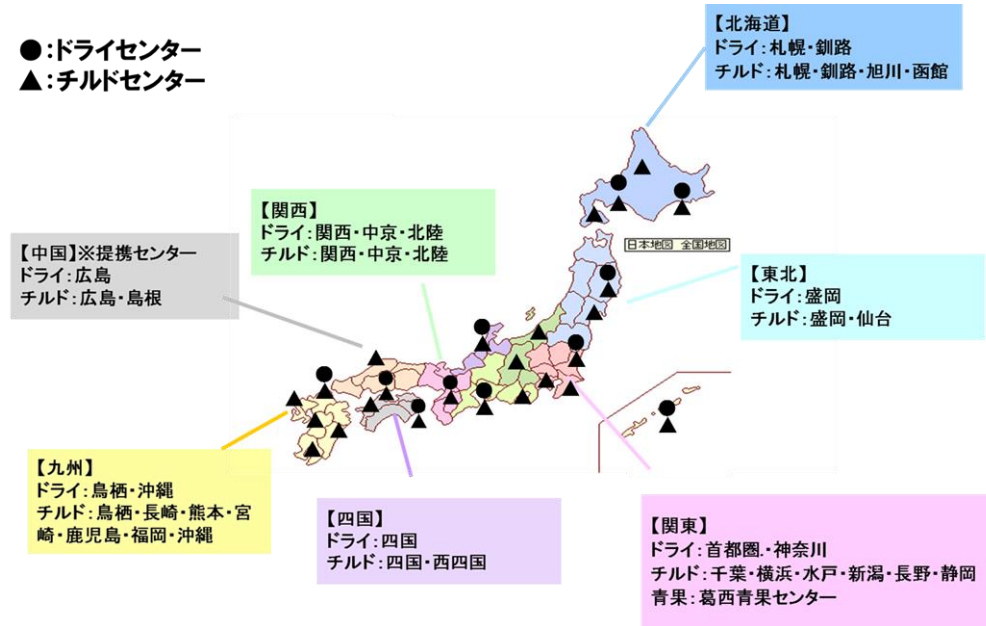 ●:ドライセンター
▲:チルドセンター
【北海道】
ドライ:札幌・釧路
チルド:札幌・釧路・旭川・函館
【関西】
ドライ:関西・中京・北陸
チルド:関西・中京・北陸
【中国】※提携センター
ドライ:広島
チルド:広島・島根
日本地図 全国地図
【東北】
ドライ:盛岡
チルド:盛岡・仙台
【九州】
ドライ:鳥栖・沖縄
チルド:鳥栖・長崎・熊本・宮
崎・鹿児島・福岡・沖縄
【四国】
ドライ:四国
チルド:四国・西四国
【関東】
ドライ:首都圏.・神奈川
チルド:千葉・横浜・水戸・新潟・長野・静岡
青果:葛西青果センター